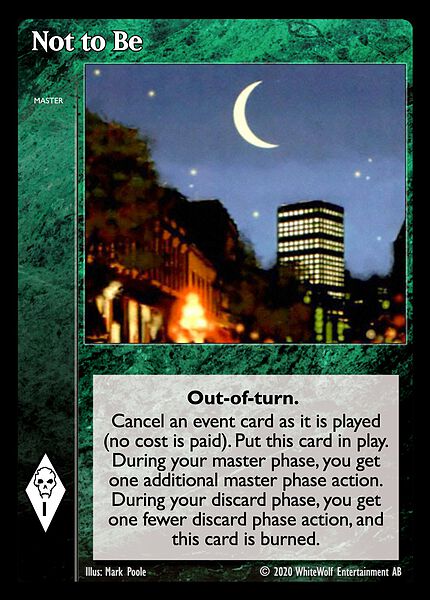 Not to Be
MASTER
Out-of-turn.
Cancel an event card as it is played
(no cost is paid). Put this card in play.
During your master phase, you get
one additional master phase action.
During your discard phase, you get
one fewer discard phase action, and
this card is burned.
I
Illus: Mark Poole © 2020 WhiteWolf Entertainment AB